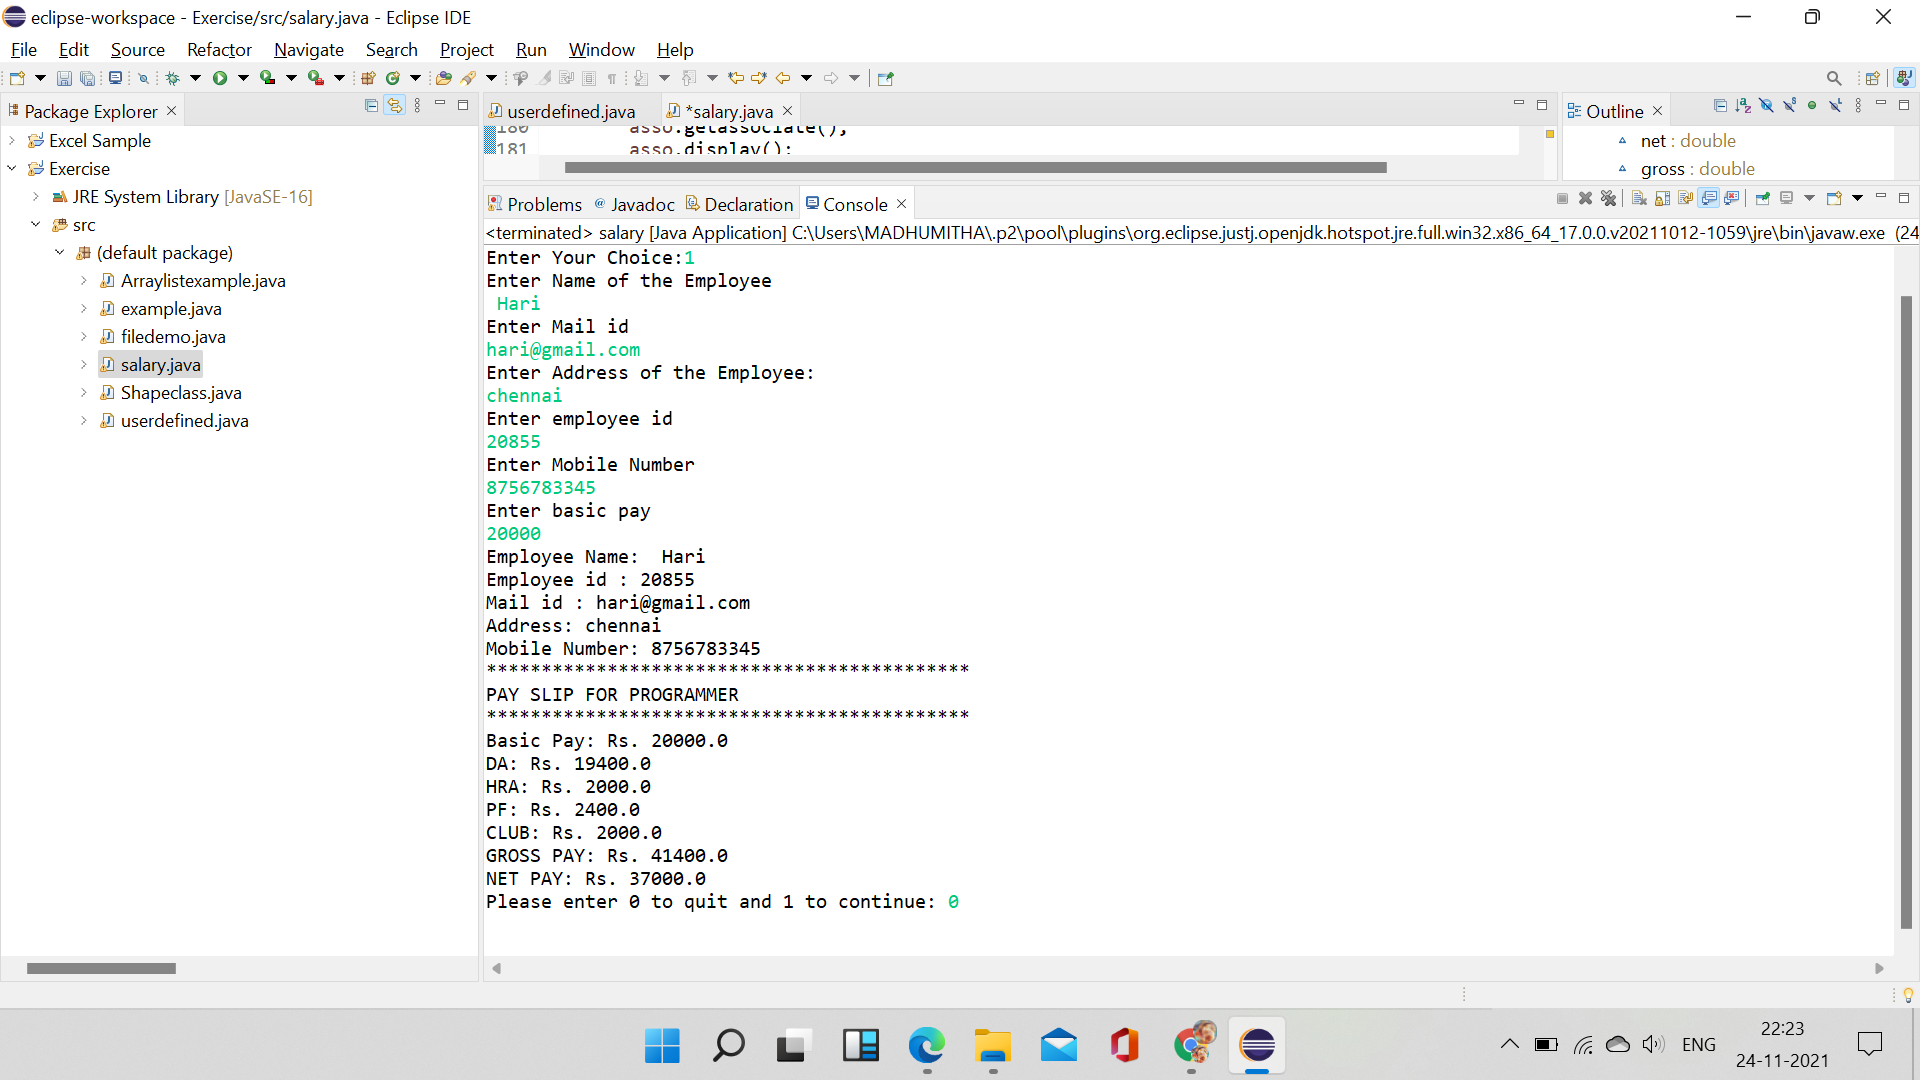 eclipse-workspace - Exercise/src/salary.java - Eclipse IDE
File Edit Source Refactor Navigate Search Project Run Window Help
Package Explorer
Excel Sample
Exercise
JRE System Library [JavaSE-16]
src
(default package)
Arraylistexample.java
example.java
filedemo.java
salary.java
Shapeclass.java
userdefined.java
userdefined.java *salary.java
180 asso.getassociate();
181 asso.display();
Outline
net : double
gross : double
Problems Javadoc Declaration Console
<terminated> salary [Java Application] C:\Users\MADHUMITHA\.p2\pool\plugins\org.eclipse.justj.openjdk.hotspot.jre.full.win32.x86_64_17.0.0.v20211012-1059\jre\bin\javaw.exe (24
Enter Your Choice:1
Enter Name of the Employee
Hari
Enter Mail id
hari@gmail.com
Enter Address of the Employee:
chennai
Enter employee id
20855
Enter Mobile Number
8756783345
Enter basic pay
20000
Employee Name:  Hari
Employee id : 20855
Mail id : hari@gmail.com
Address: chennai
Mobile Number: 8756783345
********************************************
PAY SLIP FOR PROGRAMMER
********************************************
Basic Pay: Rs. 20000.0
DA: Rs. 19400.0
HRA: Rs. 2000.0
PF: Rs. 2400.0
CLUB: Rs. 2000.0
GROSS PAY: Rs. 41400.0
NET PAY: Rs. 37000.0
Please enter 0 to quit and 1 to continue: 0
ENG
22:23
24-11-2021